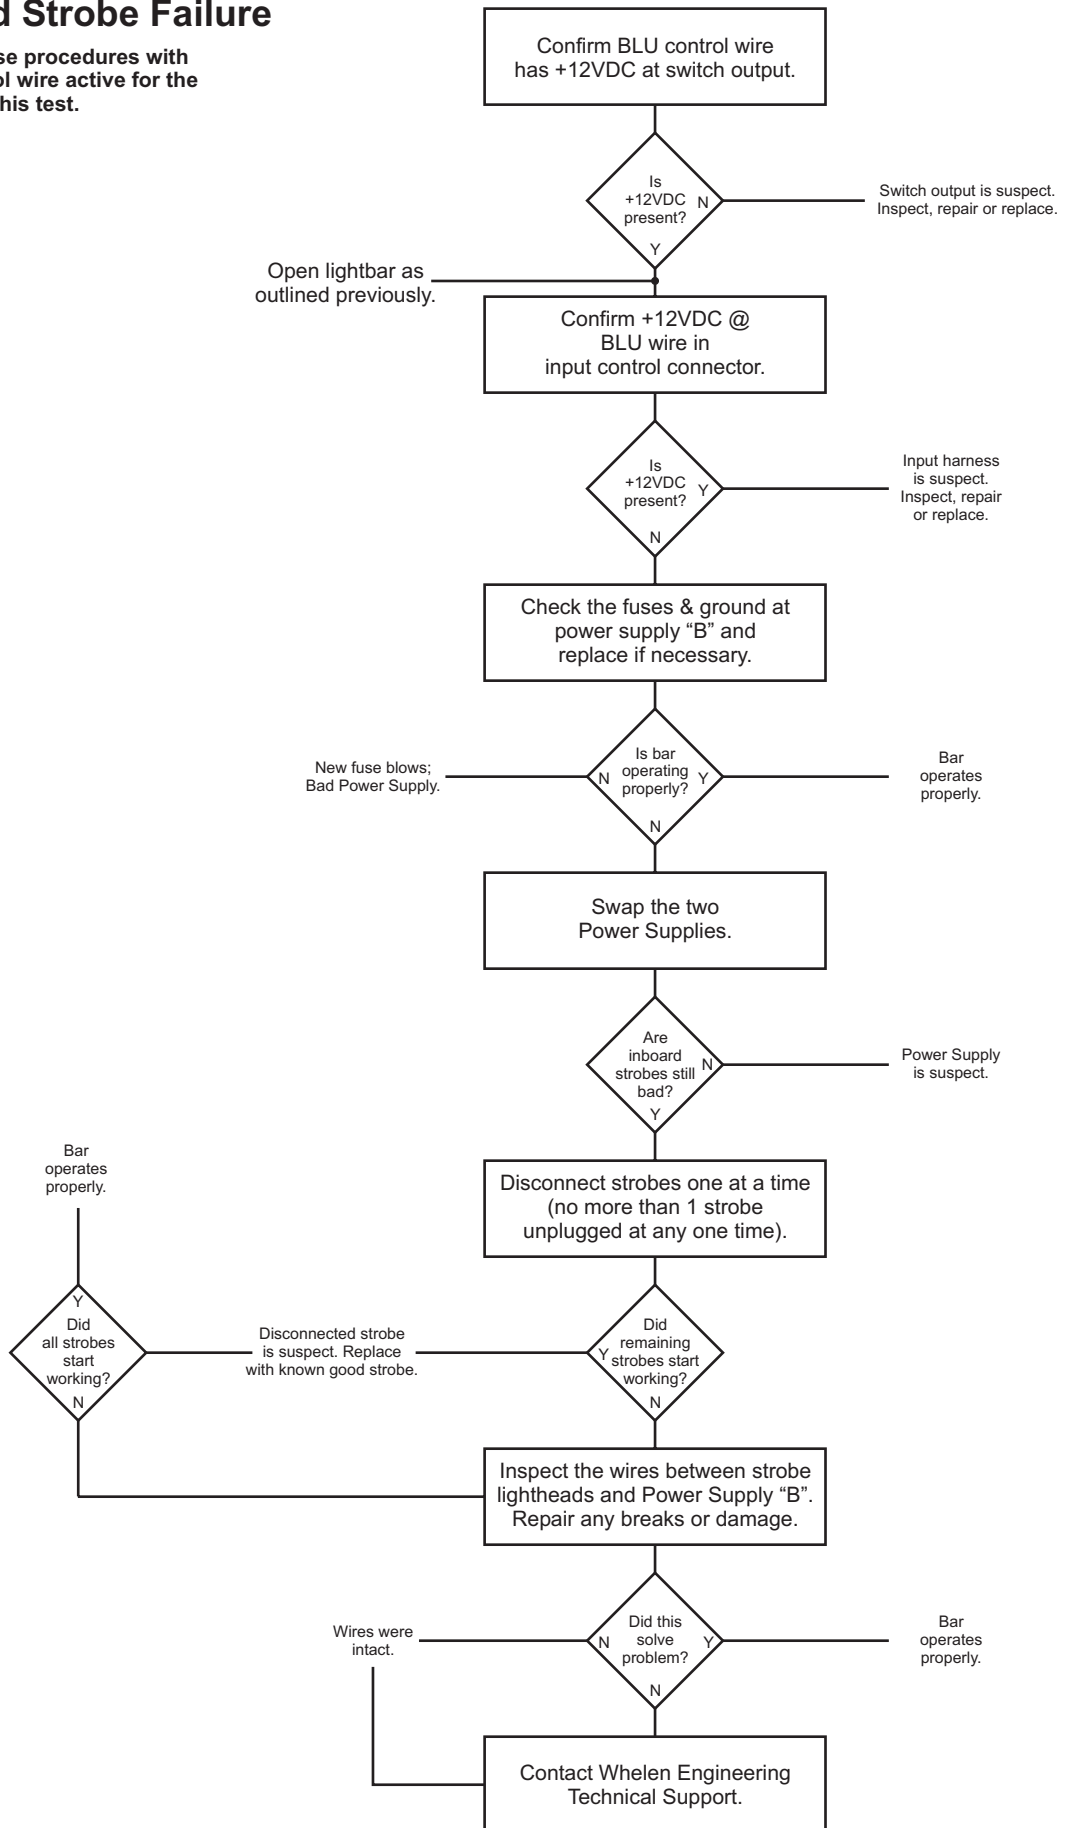 d Strobe Failure
se procedures with
ol wire active for the
his test.
Confirm BLU control wire
has +12VDC at switch output.
Is
+12VDC
present?
N
Y
Switch output is suspect.
Inspect, repair or replace.
Open lightbar as
outlined previously.
Confirm +12VDC @
BLU wire in
input control connector.
Is
+12VDC
present?
Y
N
Input harness
is suspect.
Inspect, repair
or replace.
Check the fuses & ground at
power supply “B” and
replace if necessary.
New fuse blows;
Bad Power Supply.
N
Is bar
operating
properly?
Y
N
Bar
operates
properly.
Swap the two
Power Supplies.
Are
inboard
strobes still
bad?
N
Y
Power Supply
is suspect.
Disconnect strobes one at a time
(no more than 1 strobe
unplugged at any one time).
Bar
operates
properly.
Y
Did
all strobes
start
working?
N
Disconnected strobe
is suspect. Replace
with known good strobe.
Y
Did
remaining
strobes start
working?
N
Inspect the wires between strobe
lightheads and Power Supply “B”.
Repair any breaks or damage.
Wires were
intact.
N
Did this
solve
problem?
Y
N
Bar
operates
properly.
Contact Whelen Engineering
Technical Support.